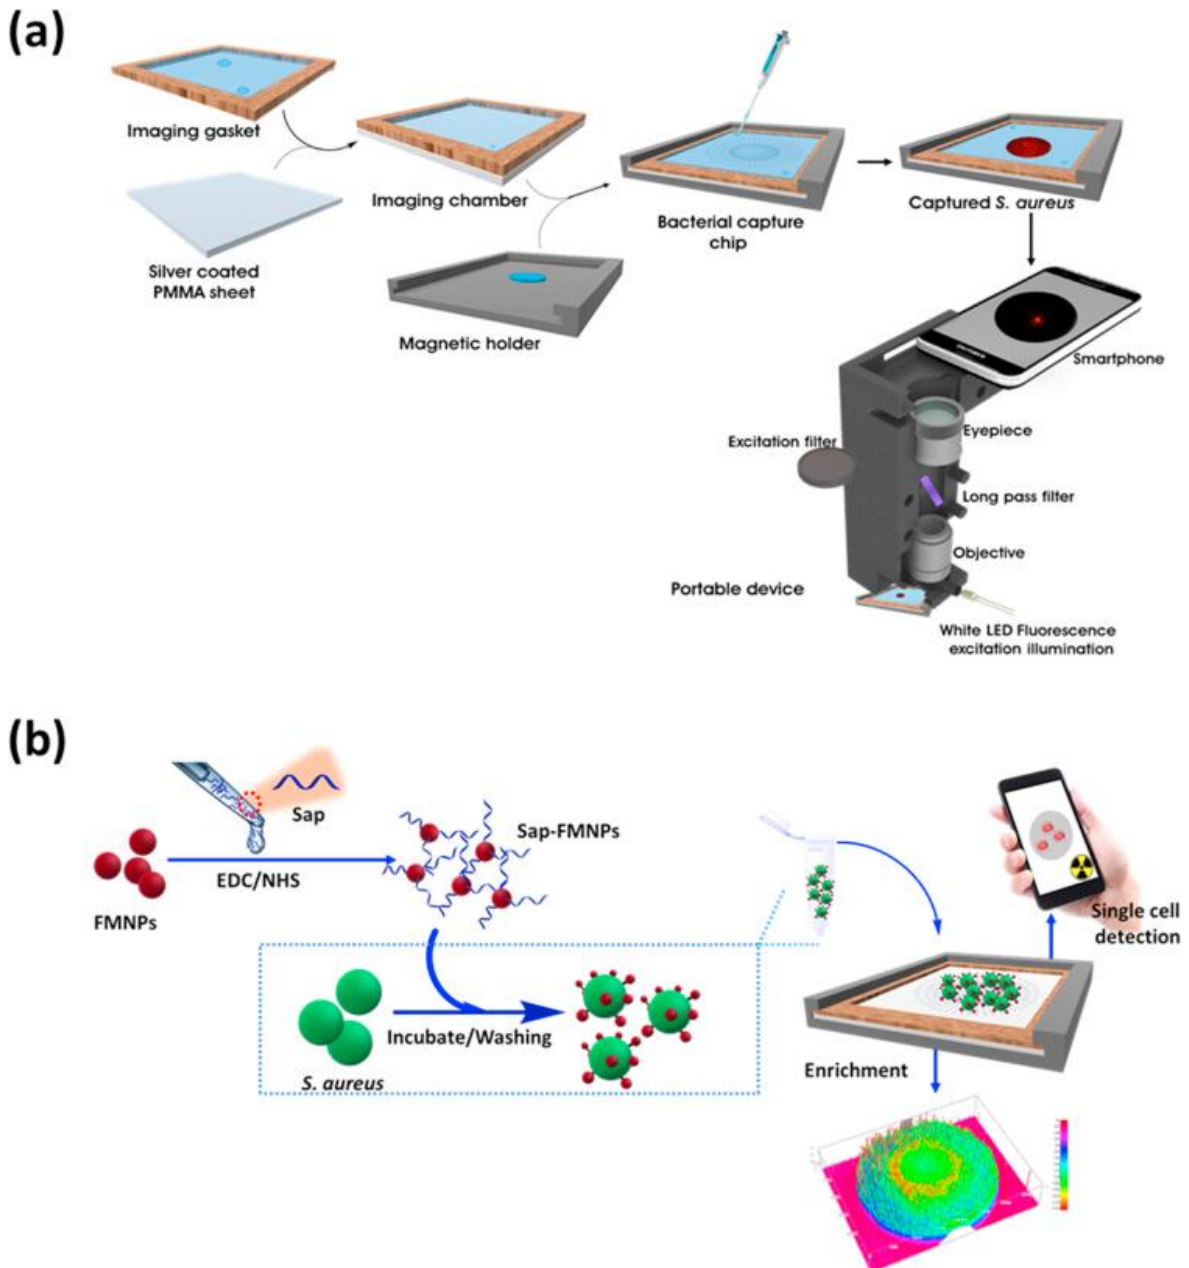 (a)
Imaging gasket
Silver coated
PMMA sheet
Imaging chamber
Magnetic holder
Bacterial capture
chip
Captured S. aureus
Smartphone
Excitation filter
Eyepiece
Long pass filter
Objective
Portable device
White LED Fluorescence
excitation illumination
(b)
Sap
FMNPs
EDC/NHS
Sap-FMNPs
S. aureus
Incubate/Washing
Single cell
detection
Enrichment